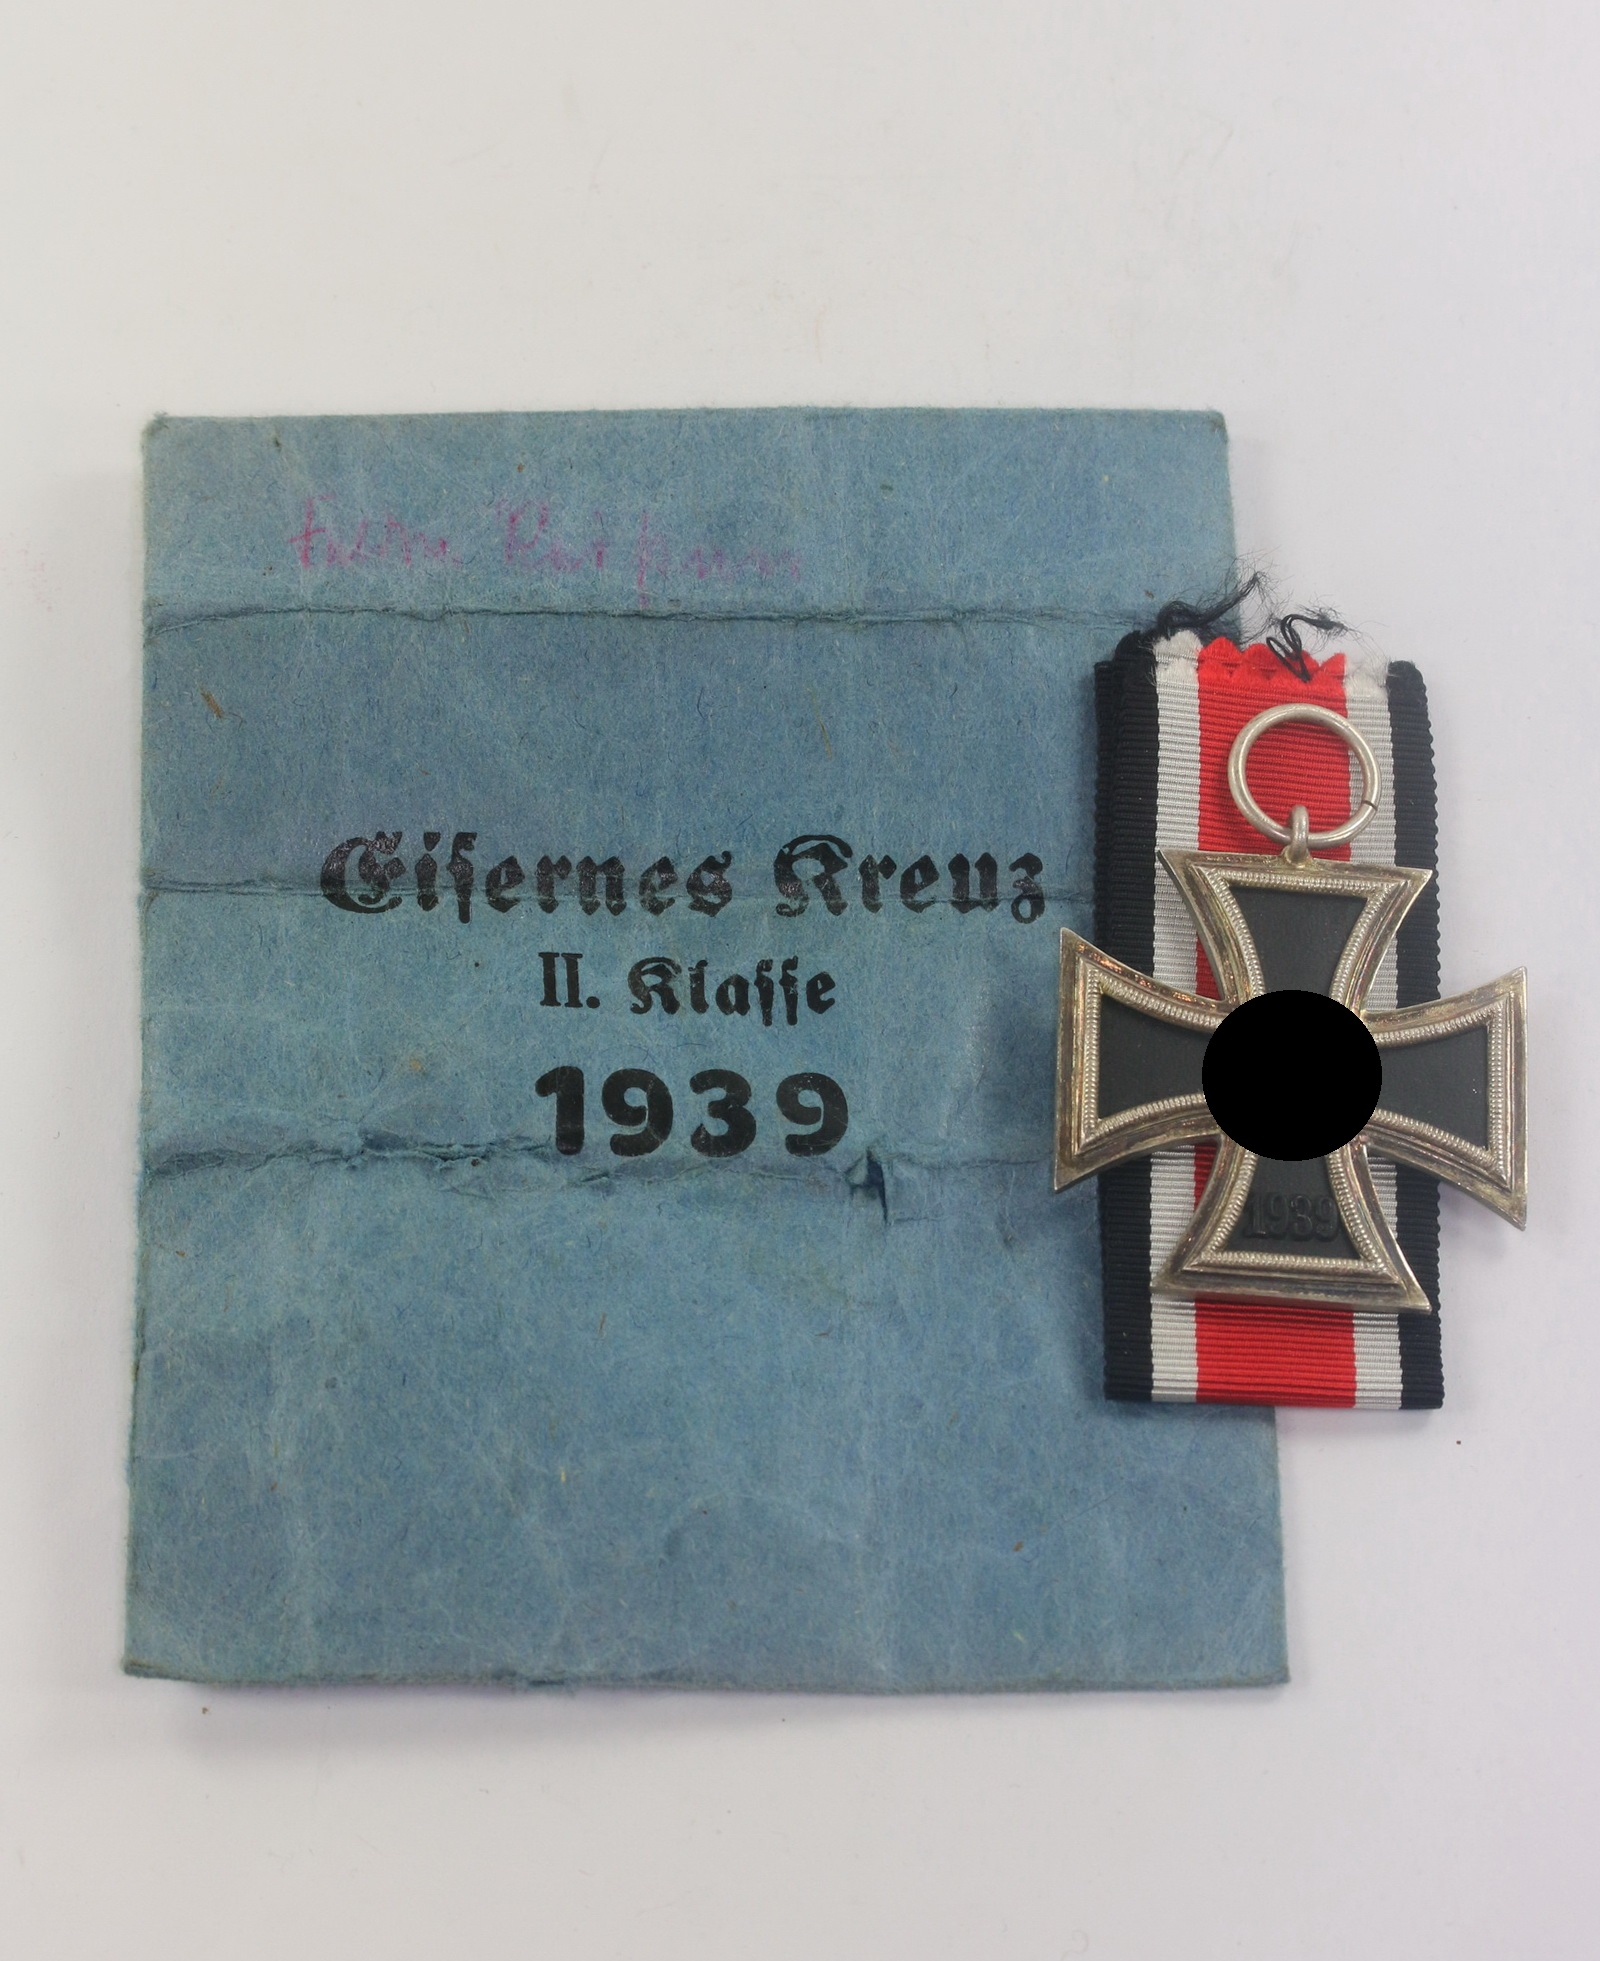 Eisernes Kreuz
II. Klasse
1939
1939